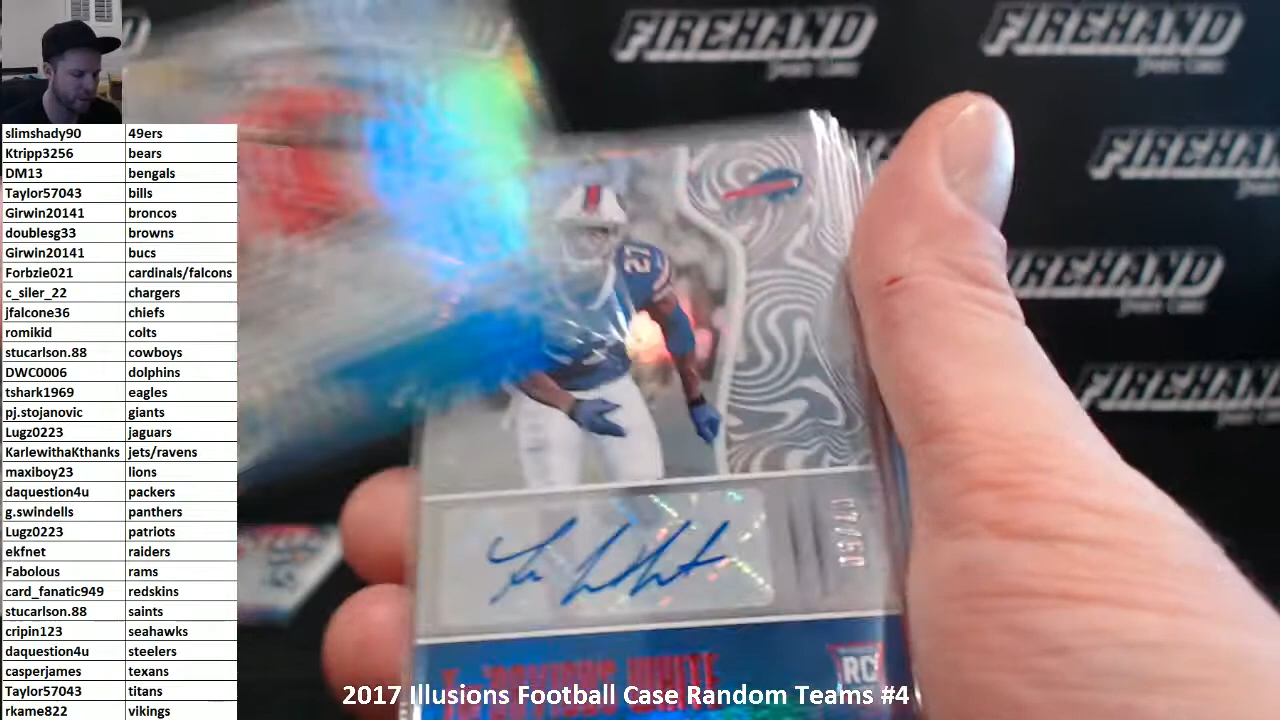 slimshady90 49ers
Ktripp3256 bears
DM13 bengals
Taylor57043 bills
Girwin20141 broncos
doublesg33 browns
Girwin20141 bucs
Forbzie021 cardinals/falcons
c_siler_22 chargers
jfalcone36 chiefs
romikid colts
stucarlson.88 cowboys
DWC0006 dolphins
tshark1969 eagles
pj.stojanovic giants
Lugz0223 jaguars
KarlewithaKthanks jets/ravens
maxiboy23 lions
daquestion4u packers
g.swindells panthers
Lugz0223 patriots
ekfnet raiders
Fabolous rams
card_fanatic949 redskins
stucarlson.88 saints
cripin123 seahawks
daquestion4u steelers
casperjames texans
Taylor57043 titans
rkame822 vikings
FIREHAND
FIREHAND
FIREHAND
FIREHAND
FIREHAND
27
Tre'Davious White
RC
2017 Illusions Football Case Random Teams #4